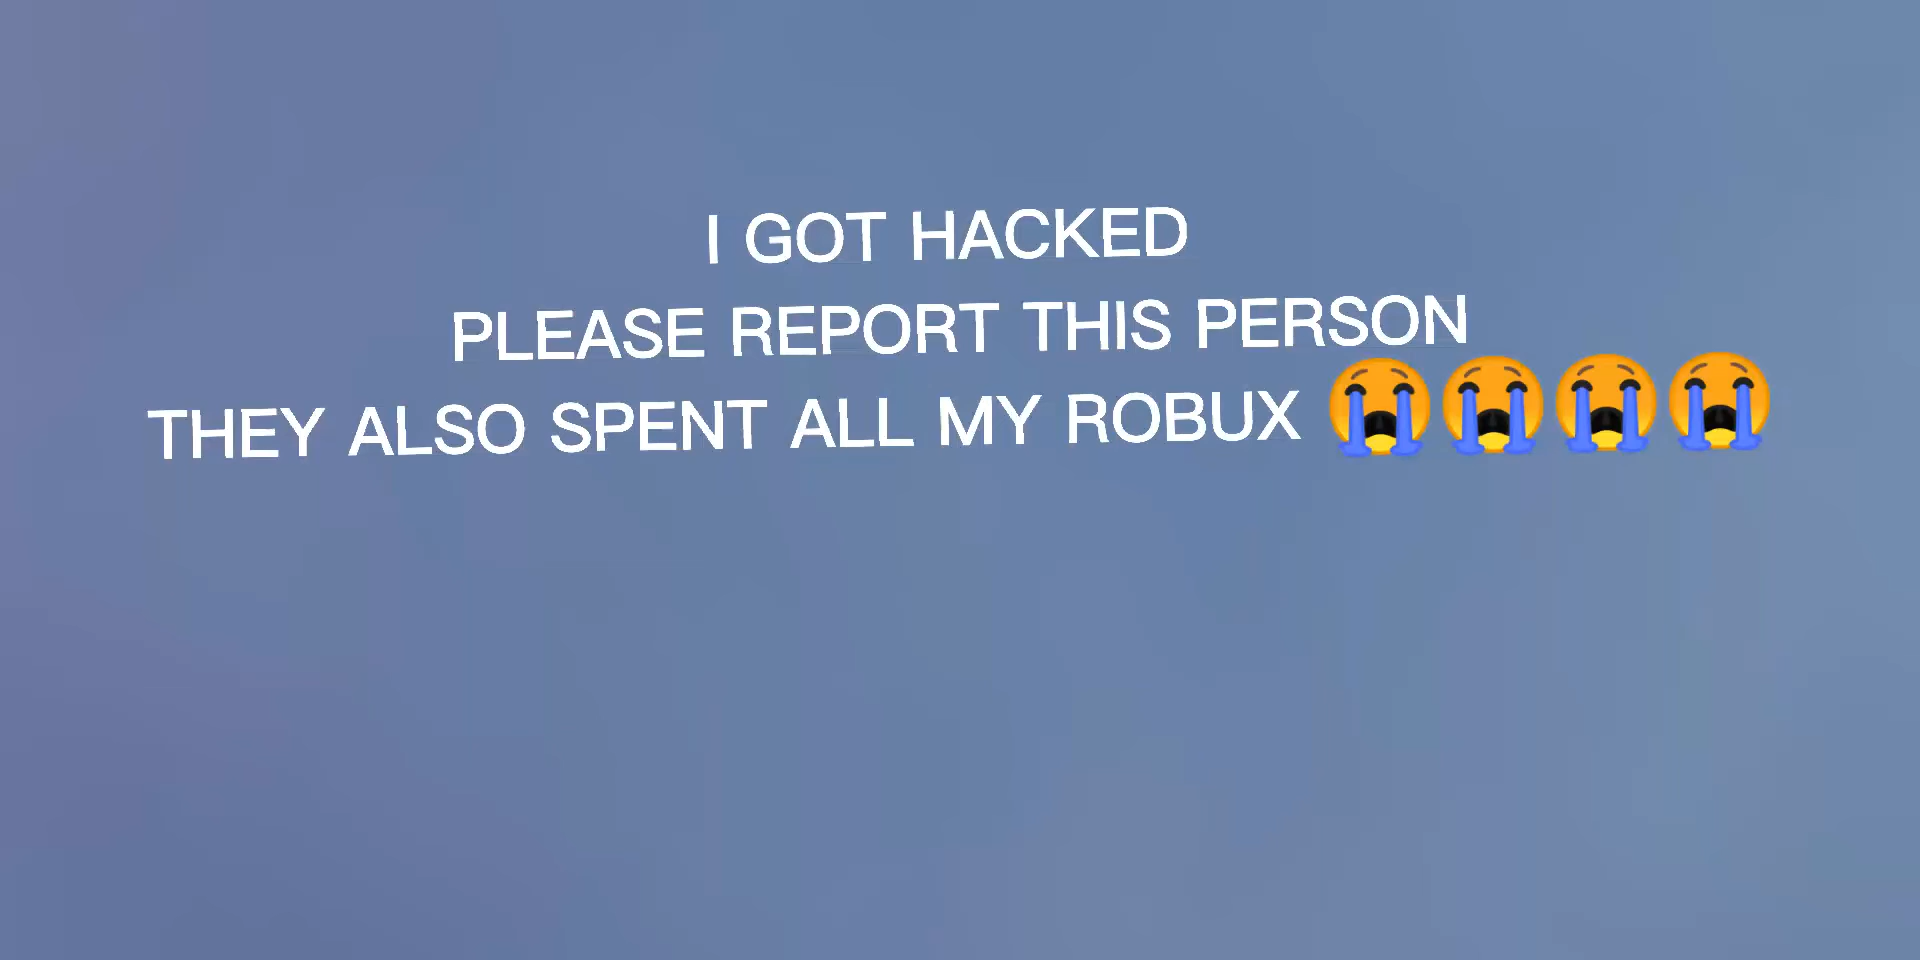 I GOT HACKED
PLEASE REPORT THIS PERSON
THEY ALSO SPENT ALL MY ROBUX 😭😭😭😭